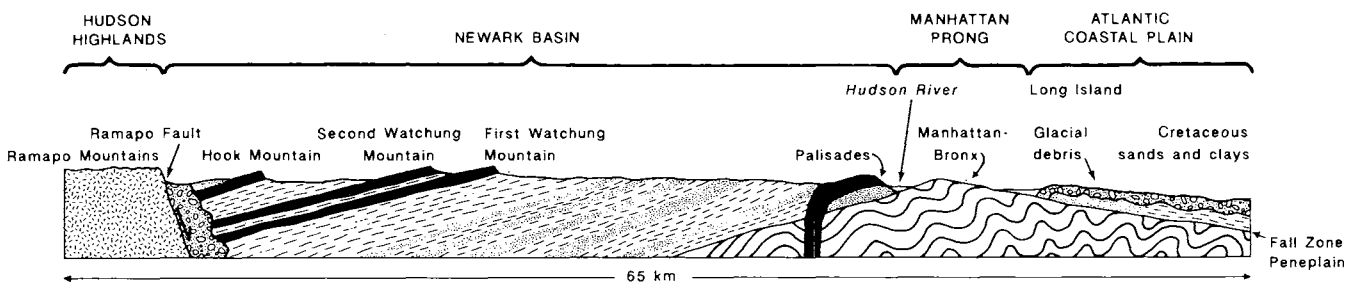 HUDSON
HIGHLANDS
NEWARK BASIN
MANHATTAN
PRONG
ATLANTIC
COASTAL PLAIN
Hudson River
Long Island
Ramapo Fault
Ramapo Mountains
Hook Mountain
Second Watchung
Mountain
First Watchung
Mountain
Palisades
Manhattan-
Bronx
Glacial
debris
Cretaceous
sands and clays
Fall Zone
Peneplain
65 km